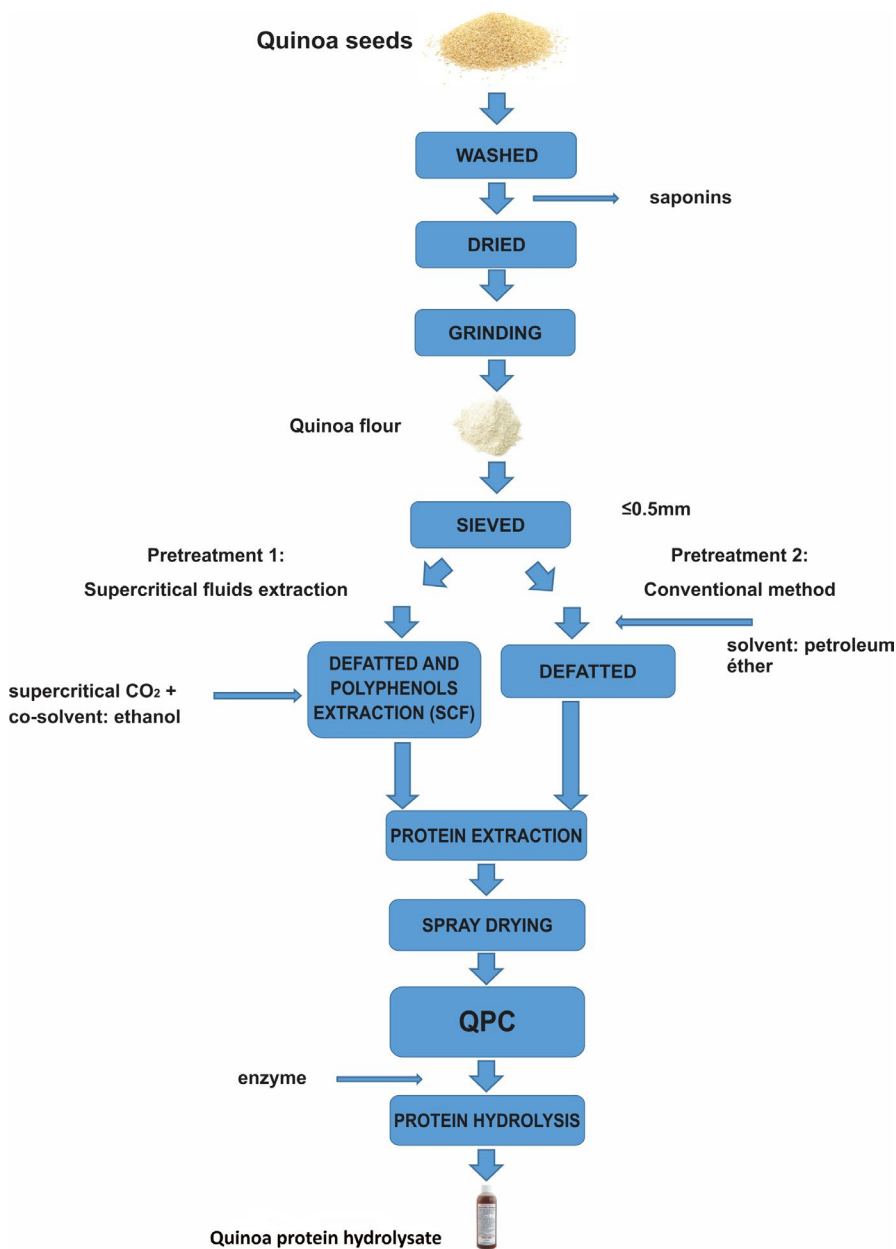 Quinoa seeds
WASHED
saponins
DRIED
GRINDING
Quinoa flour
≤0.5mm
SIEVED
Pretreatment 1:
Supercritical fluids extraction
Pretreatment 2:
Conventional method
solvent: petroleum
éther
DEFATTED AND
POLYPHENOLS
EXTRACTION (SCF)
DEFATTED
supercritical CO₂ +
co-solvent: ethanol
PROTEIN EXTRACTION
SPRAY DRYING
QPC
enzyme
PROTEIN HYDROLYSIS
Quinoa protein hydrolysate